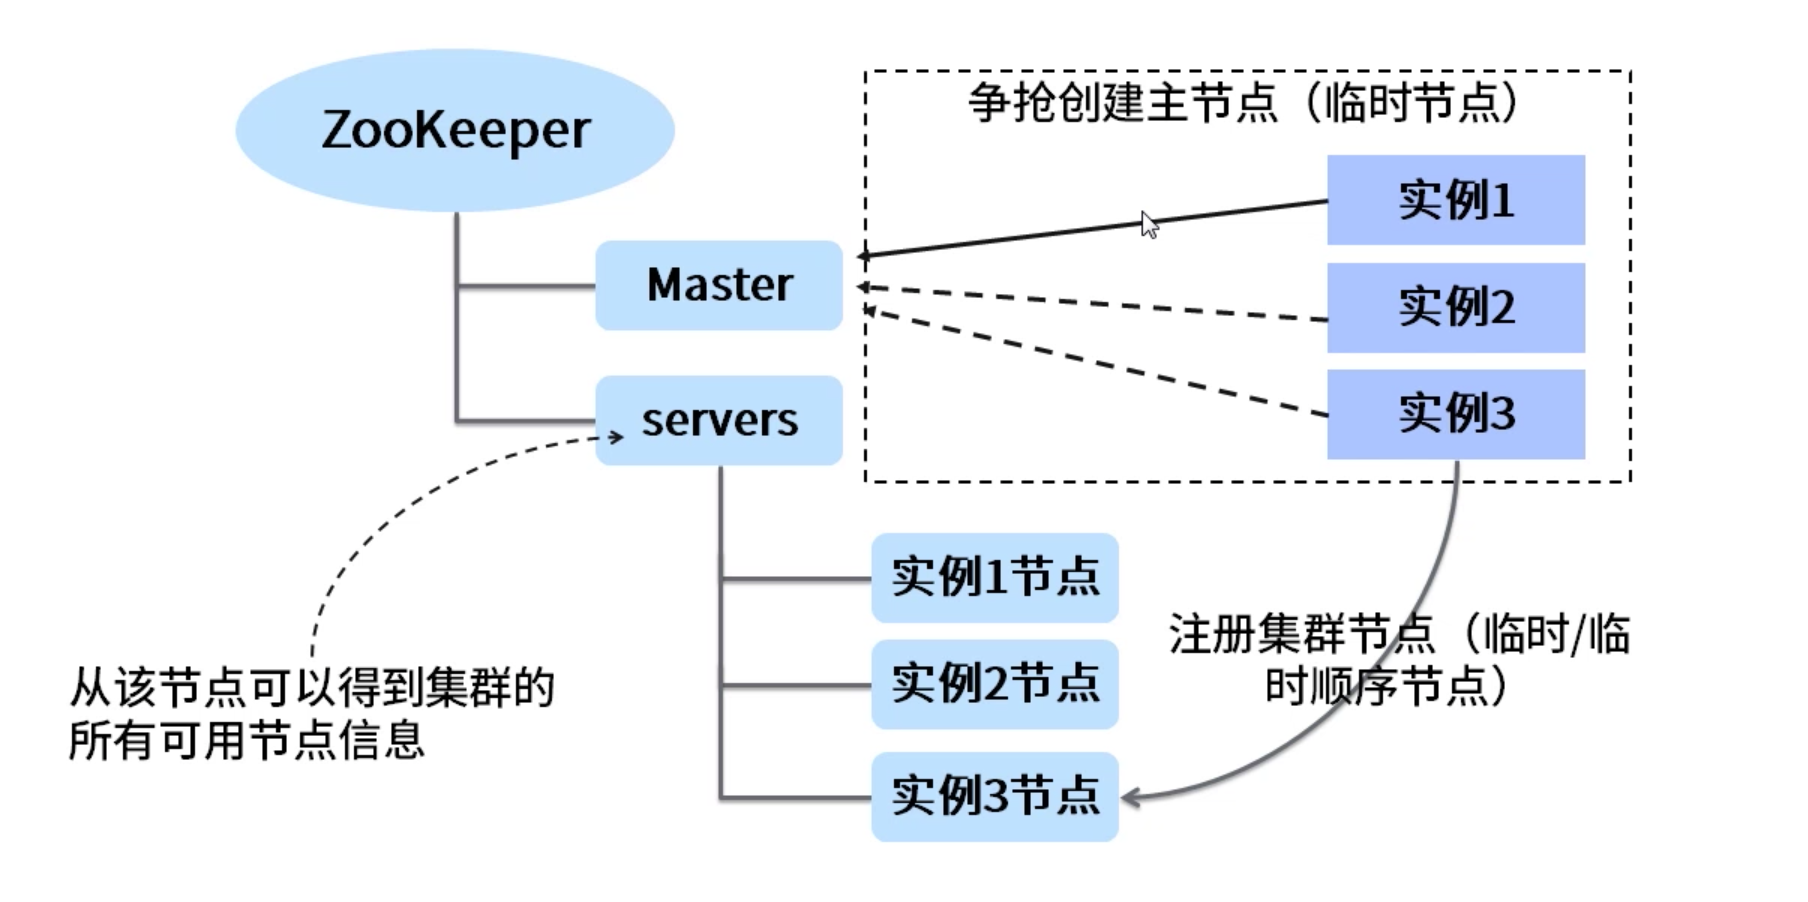 ZooKeeper
争抢创建主节点（临时节点）
实例1
Master
实例2
实例3
servers
实例1节点
注册集群节点（临时/临
时顺序节点）
实例2节点
从该节点可以得到集群的
所有可用节点信息
实例3节点